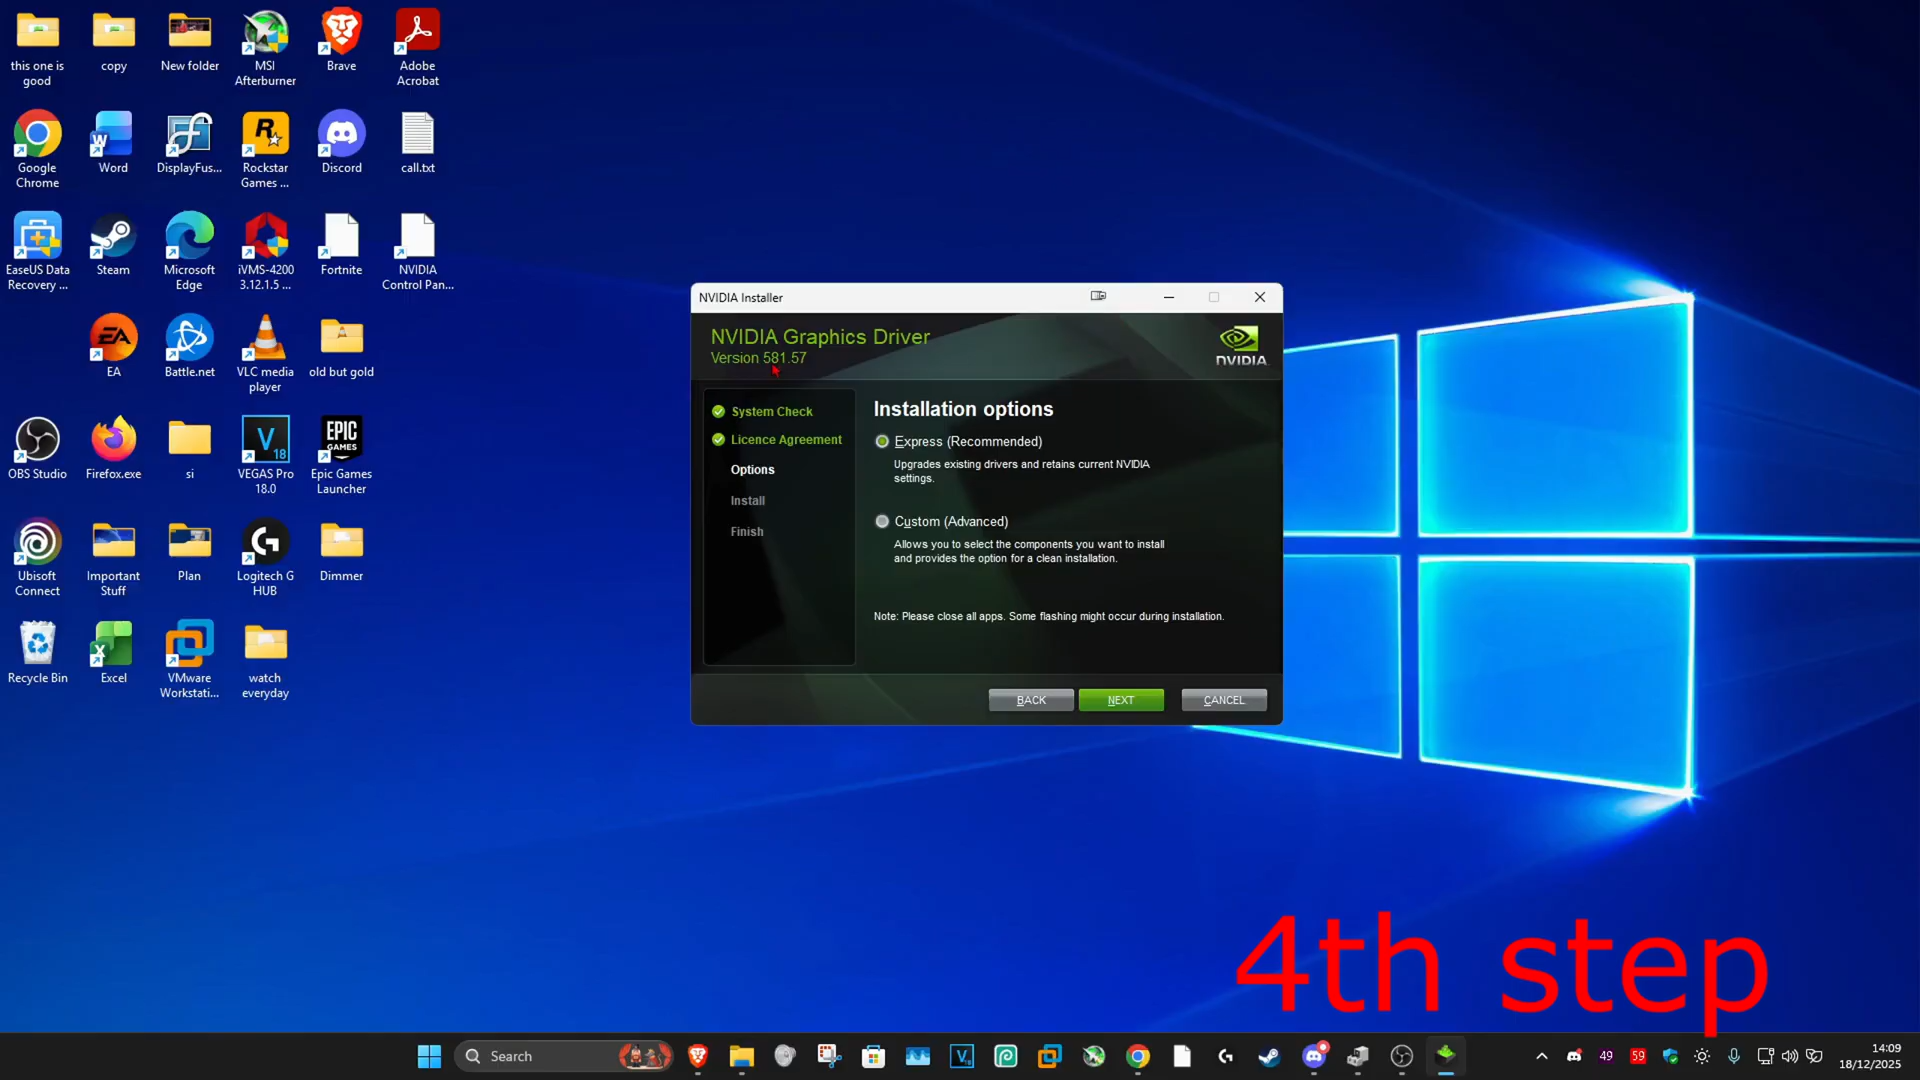 this one is
good
copy
New folder
MSI
Afterburner
Brave
Adobe
Acrobat
Google
Chrome
Word
DisplayFus...
Rockstar
Games ...
Discord
call.txt
EaseUS Data
Recovery ...
Steam
Microsoft
Edge
iVMS-4200
3.12.1.5 ...
Fortnite
NVIDIA
Control Pan...
EA
Battle.net
VLC media
player
old but gold
OBS Studio
Firefox.exe
si
VEGAS Pro
18.0
EPIC
GAMES
Epic Games
Launcher
Ubisoft
Connect
Important
Stuff
Plan
Logitech G
HUB
Dimmer
Recycle Bin
Excel
VMware
Workstati...
watch
everyday
NVIDIA Installer
NVIDIA Graphics Driver
Version 581.57
NVIDIA
System Check
Licence Agreement
Options
Install
Finish
Installation options
Express (Recommended)
Upgrades existing drivers and retains current NVIDIA
settings.
Custom (Advanced)
Allows you to select the components you want to install
and provides the option for a clean installation.
Note: Please close all apps. Some flashing might occur during installation.
BACK
NEXT
CANCEL
4th step
Search
49
59
14:09
18/12/2025